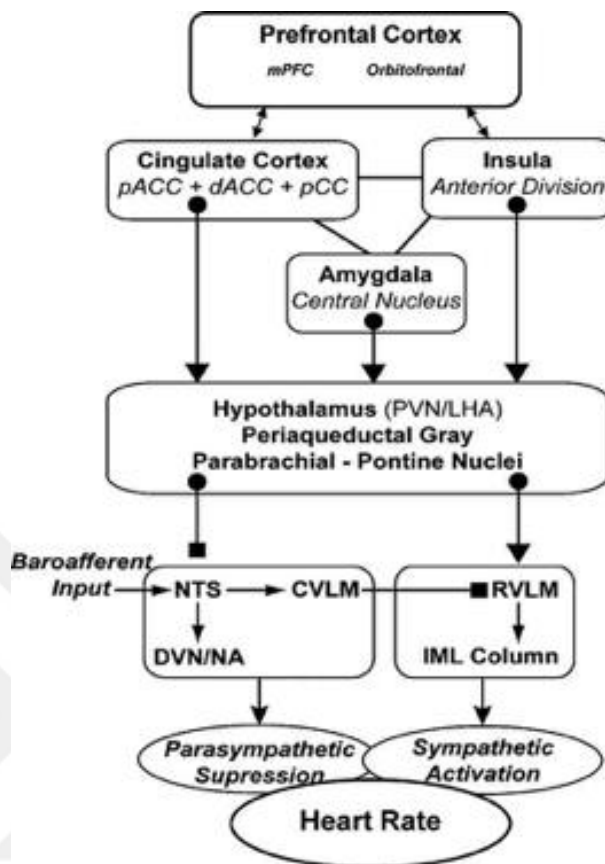 Prefrontal Cortex
mPFC Orbitofrontal
Cingulate Cortex
pACC + dACC + pCC
Insula
Anterior Division
Amygdala
Central Nucleus
Hypothalamus (PVN/LHA)
Periaqueductal Gray
Parabrachial - Pontine Nuclei
Baroafferent
Input
NTS
CVLM
RVLM
DVN/NA
IML Column
Parasympathetic
Supression
Sympathetic
Activation
Heart Rate